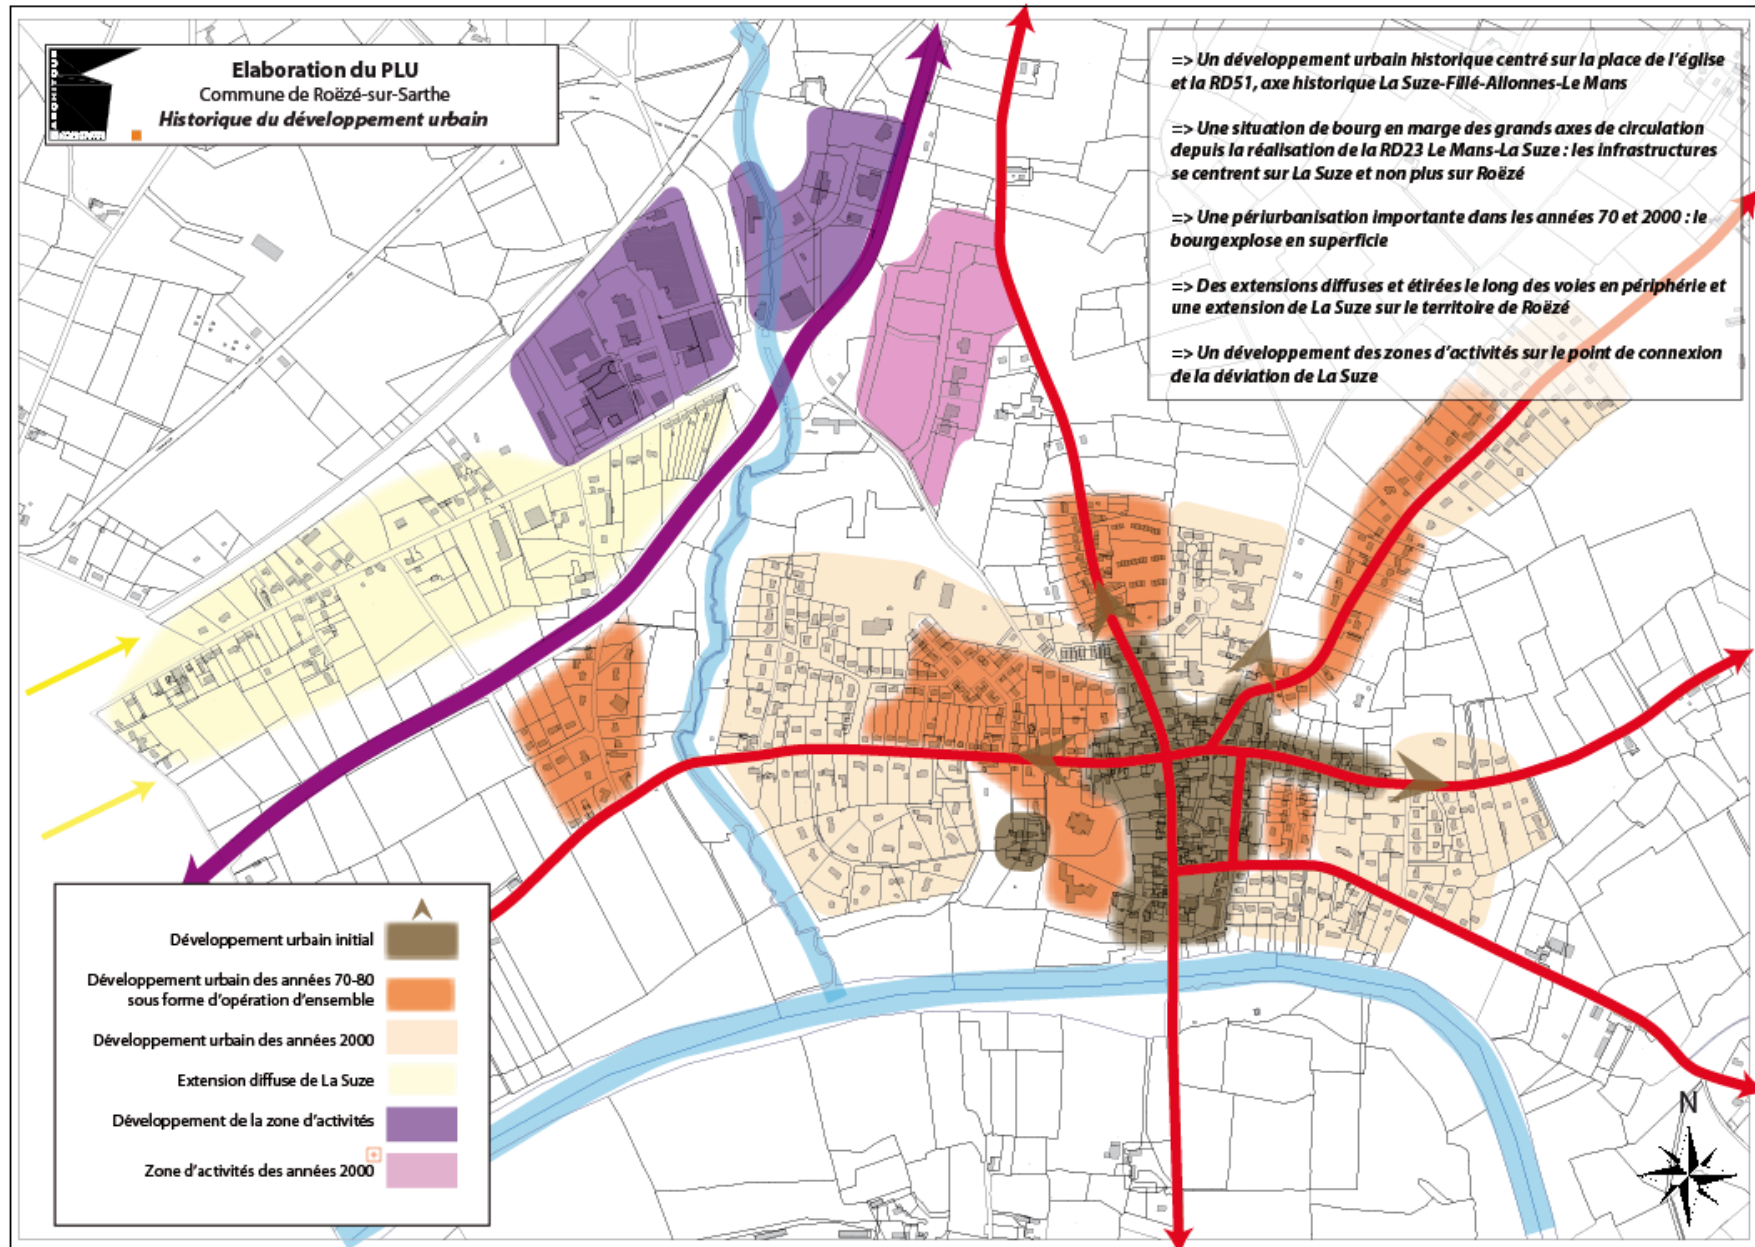 Elaboration du PLU
Commune de Roëzé-sur-Sarthe
Historique du développement urbain
=> Un développement urbain historique centré sur la place de l'église
et la RD51, axe historique La Suze-Fillé-Allonnes-Le Mans
=> Une situation de bourg en marge des grands axes de circulation
depuis la réalisation de la RD23 Le Mans-La Suze : les infrastructures
se centrent sur La Suze et non plus sur Roëzé
=> Une périurbanisation importante dans les années 70 et 2000 : le
bourgexplose en superficie
=> Des extensions diffuses et étirées le long des voies en périphérie et
une extension de La Suze sur le territoire de Roëzé
=> Un développement des zones d'activités sur le point de connexion
de la déviation de La Suze
Développement urbain initial
Développement urbain des années 70-80
sous forme d'opération d'ensemble
Développement urbain des années 2000
Extension diffuse de La Suze
Développement de la zone d'activités
Zone d'activités des années 2000
N